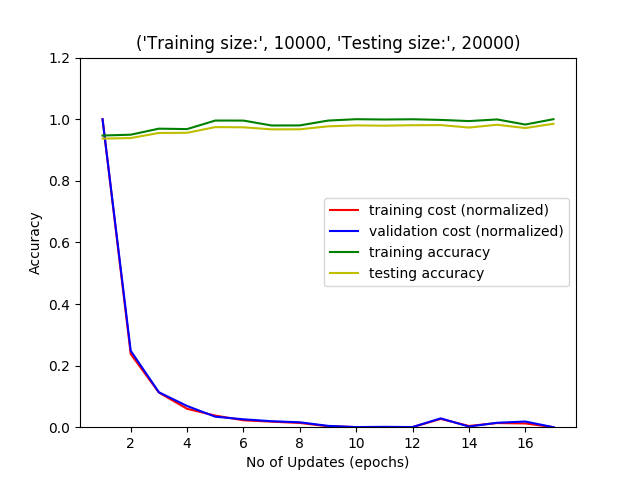 ('Training size:', 10000, 'Testing size:', 20000)
1.2
1.0
0.8
0.6
0.4
0.2
0.0
Accuracy
training cost (normalized)
validation cost (normalized)
training accuracy
testing accuracy
2 4 6 8 10 12 14 16
No of Updates (epochs)